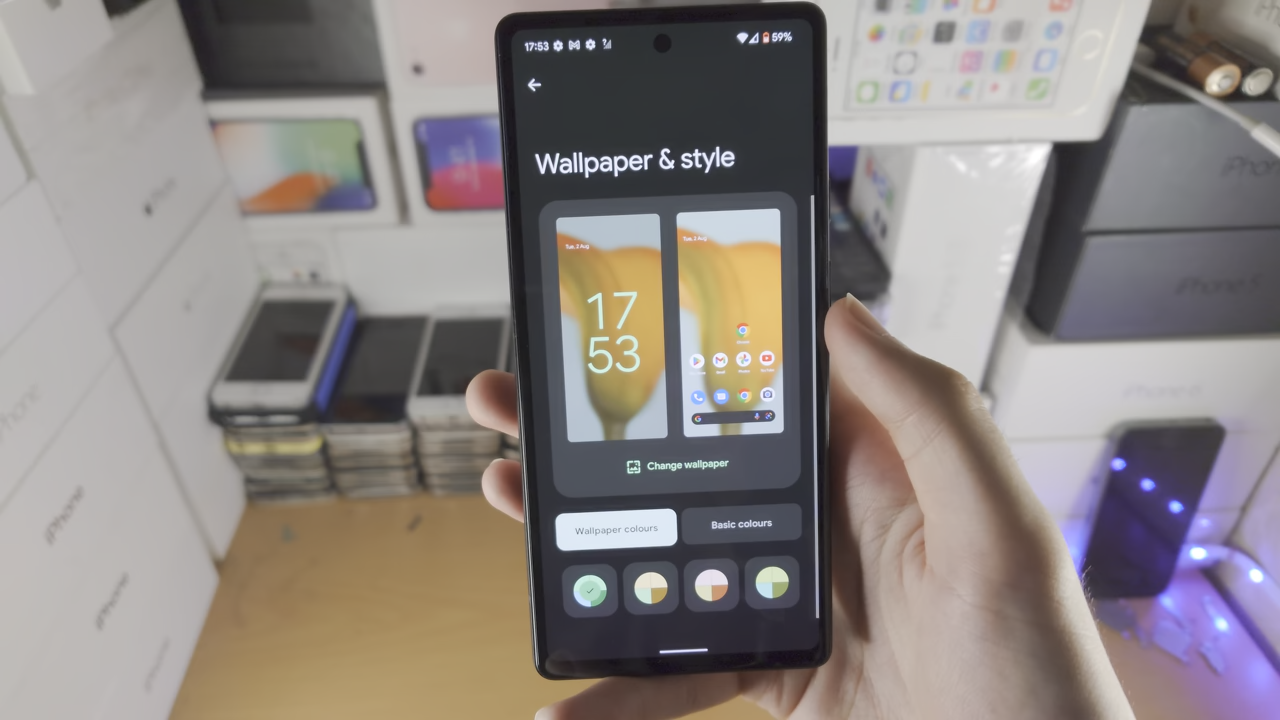 17:53
59%
Wallpaper & style
Tue, 2 Aug
17
53
Tue, 2 Aug
Change wallpaper
Wallpaper colours
Basic colours
iPhone
iPhone
iPhone
iPhone